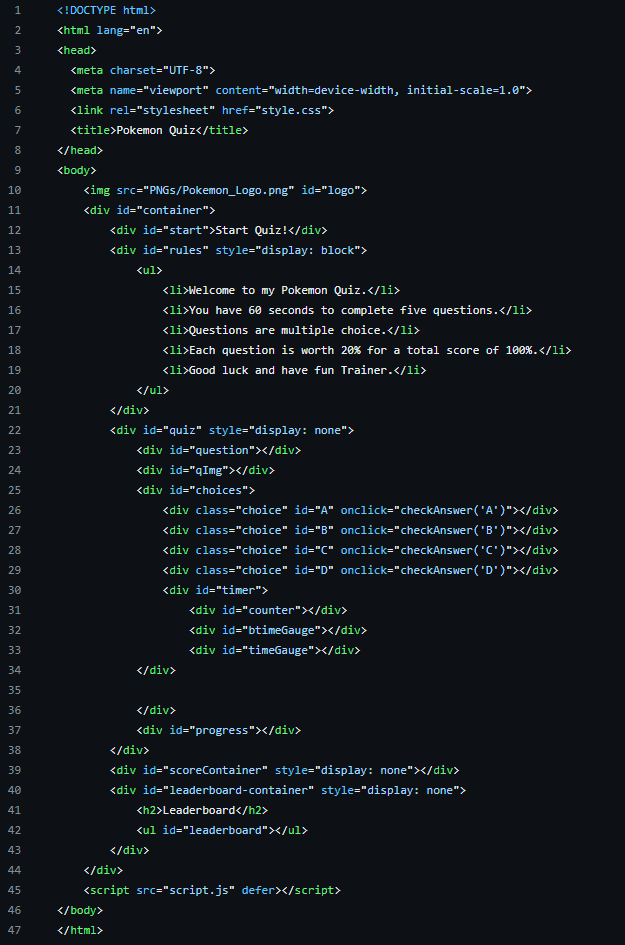 1 <!DOCTYPE html>
2 <html lang="en">
3 <head>
4   <meta charset="UTF-8">
5   <meta name="viewport" content="width=device-width, initial-scale=1.0">
6   <link rel="stylesheet" href="style.css">
7   <title>Pokemon Quiz</title>
8 </head>
9 <body>
10     <img src="PNGs/Pokemon_Logo.png" id="logo">
11     <div id="container">
12         <div id="start">Start Quiz!</div>
13         <div id="rules" style="display: block">
14             <ul>
15                 <li>Welcome to my Pokemon Quiz.</li>
16                 <li>You have 60 seconds to complete five questions.</li>
17                 <li>Questions are multiple choice.</li>
18                 <li>Each question is worth 20% for a total score of 100%.</li>
19                 <li>Good luck and have fun Trainer.</li>
20             </ul>
21         </div>
22         <div id="quiz" style="display: none">
23             <div id="question"></div>
24             <div id="qImg"></div>
25             <div id="choices">
26                 <div class="choice" id="A" onclick="checkAnswer('A')"></div>
27                 <div class="choice" id="B" onclick="checkAnswer('B')"></div>
28                 <div class="choice" id="C" onclick="checkAnswer('C')"></div>
29                 <div class="choice" id="D" onclick="checkAnswer('D')"></div>
30                 <div id="timer">
31                     <div id="counter"></div>
32                     <div id="btimeGauge"></div>
33                     <div id="timeGauge"></div>
34             </div>
35
36             </div>
37             <div id="progress"></div>
38         </div>
39         <div id="scoreContainer" style="display: none"></div>
40         <div id="leaderboard-container" style="display: none">
41             <h2>Leaderboard</h2>
42             <ul id="leaderboard"></ul>
43         </div>
44     </div>
45     <script src="script.js" defer></script>
46 </body>
47 </html>